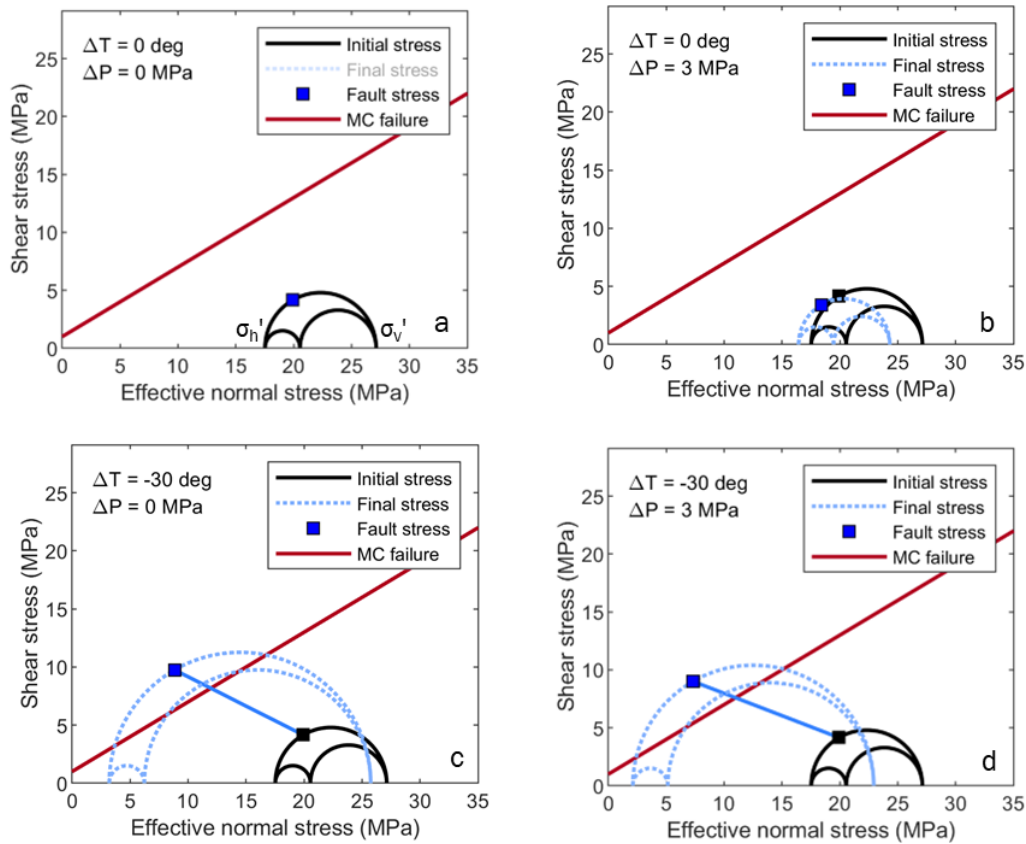 ΔT = 0 deg
ΔP = 0 MPa
Initial stress
Final stress
Fault stress
MC failure
Shear stress (MPa)
25
20
15
10
5
0
σh'
σv'
a
0 5 10 15 20 25 30 35
Effective normal stress (MPa)
ΔT = 0 deg
ΔP = 3 MPa
Initial stress
Final stress
Fault stress
MC failure
Shear stress (MPa)
25
20
15
10
5
0
b
0 5 10 15 20 25 30 35
Effective normal stress (MPa)
ΔT = -30 deg
ΔP = 0 MPa
Initial stress
Final stress
Fault stress
MC failure
Shear stress (MPa)
25
20
15
10
5
0
c
0 5 10 15 20 25 30 35
Effective normal stress (MPa)
ΔT = -30 deg
ΔP = 3 MPa
Initial stress
Final stress
Fault stress
MC failure
Shear stress (MPa)
25
20
15
10
5
0
d
0 5 10 15 20 25 30 35
Effective normal stress (MPa)